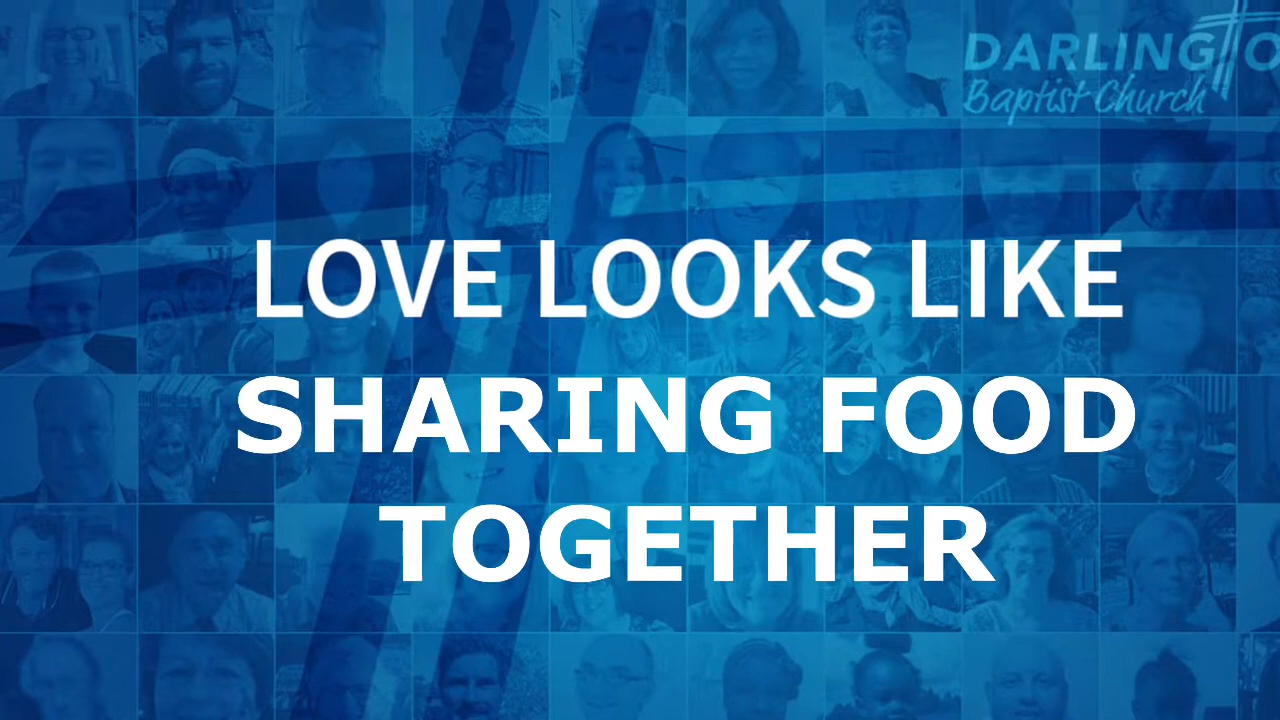 DARLINGTO
Baptist Church
LOVE LOOKS LIKE
SHARING FOOD
TOGETHER